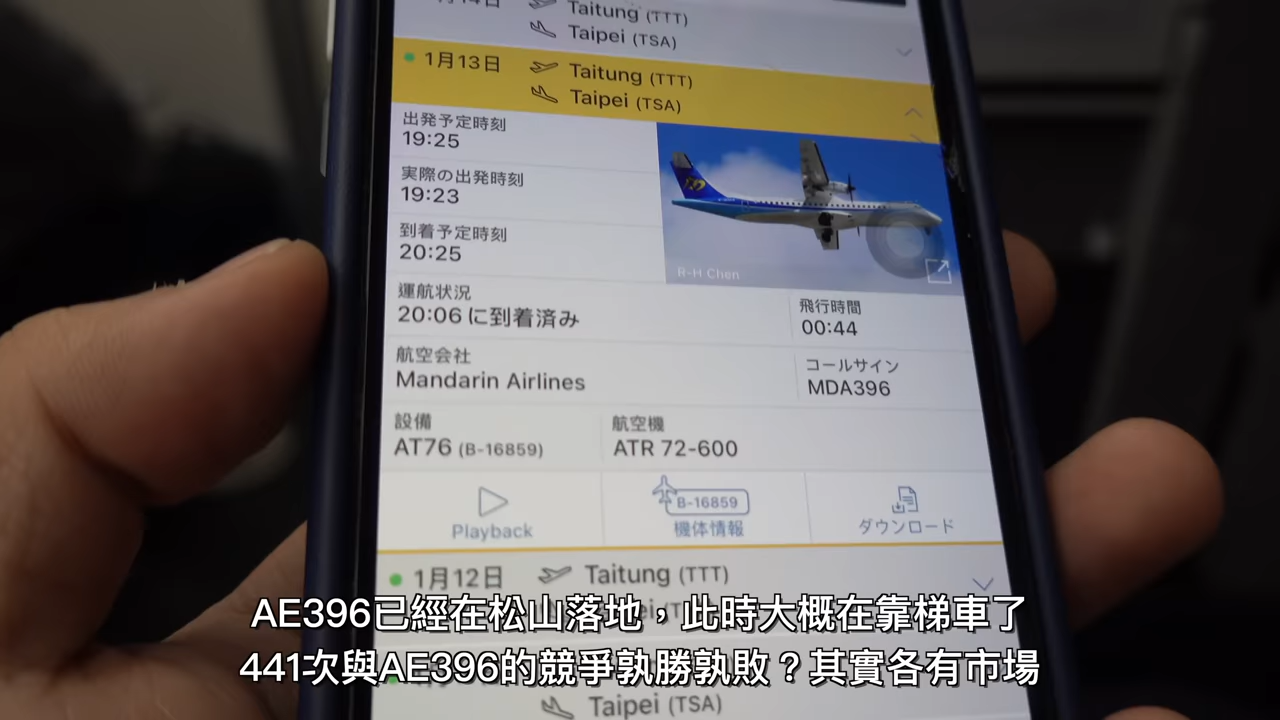 月14日 Taitung (TTT)
Taipei (TSA)
1月13日 Taitung (TTT)
Taipei (TSA)
出発予定時刻
19:25
実際の出発時刻
19:23
到着予定時刻
20:25
R-H Chen
運航状況
20:06 に到着済み
飛行時間
00:44
航空会社
Mandarin Airlines
コールサイン
MDA396
設備
AT76 (B-16859)
航空機
ATR 72-600
Playback
B-16859
機体情報
ダウンロード
1月12日 Taitung (TTT)
AE396已經在松山落地，此時大概在靠梯車了
441次與AE396的競爭孰勝孰敗？其實各有市場
Taipei (TSA)